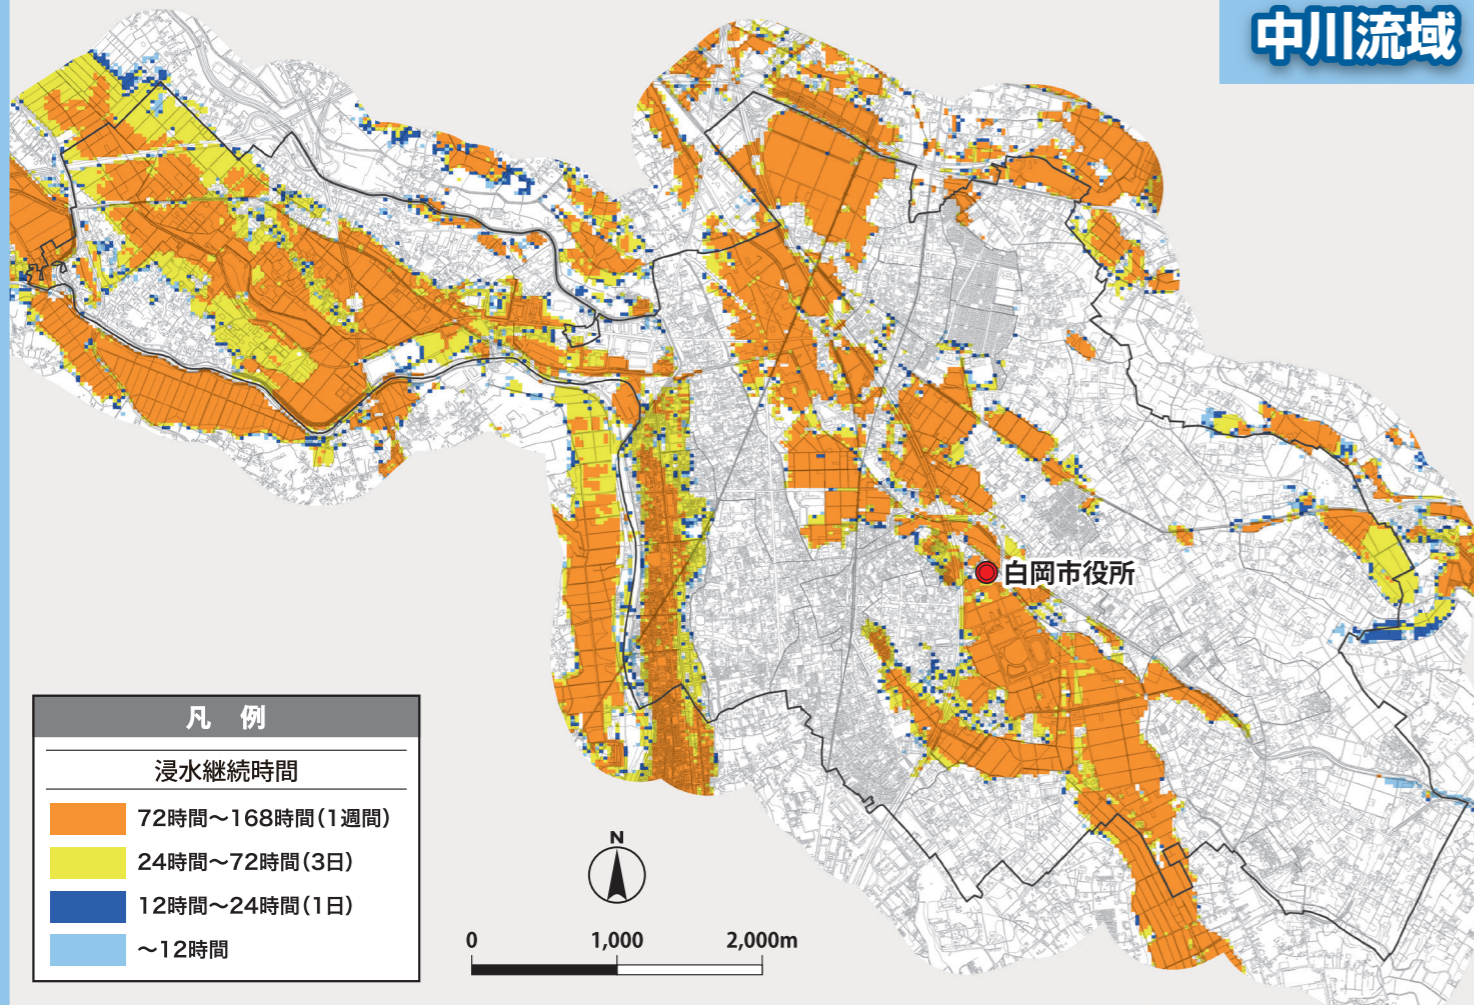 中川流域
白岡市役所
凡 例
浸水継続時間
72時間～168時間(1週間)
24時間～72時間(3日)
12時間～24時間(1日)
～12時間
N
0 1,000 2,000m